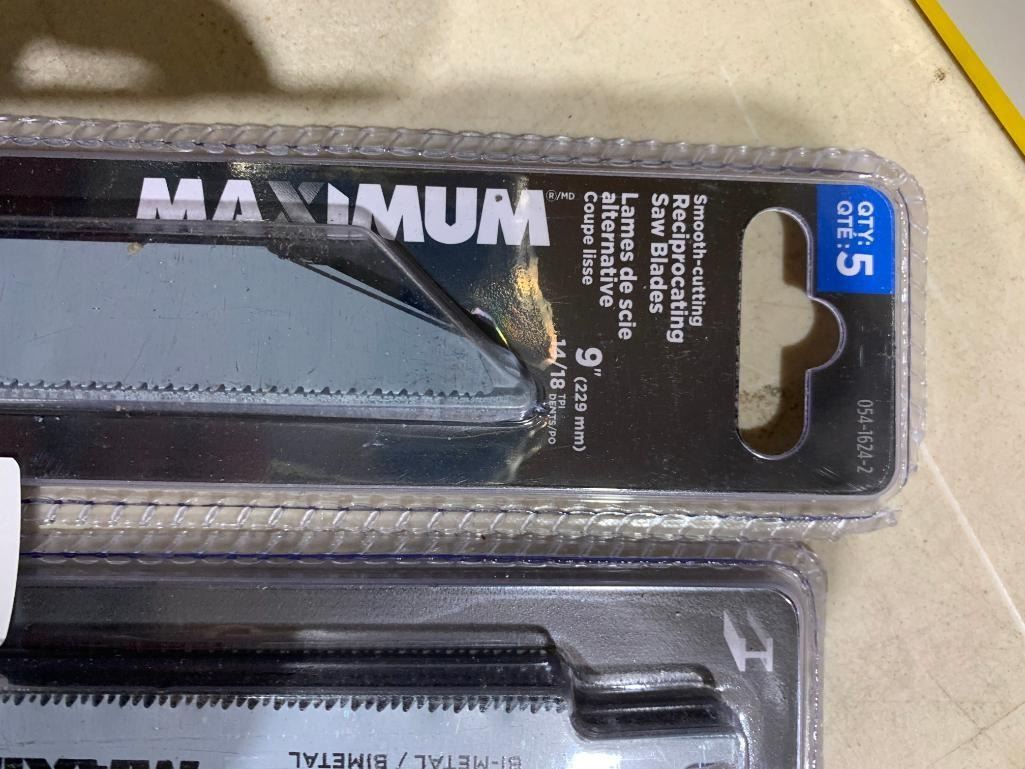 MAXIMUM ®/MD
QTY:
QTÉ: 5
Smooth-cutting
Reciprocating
Saw Blades
Lames de scie
alternative
Coupe lisse
9" (229 mm)
14/18 TPI
DENTS/PO
054-1624-2
BI-METAL / BIMETAL